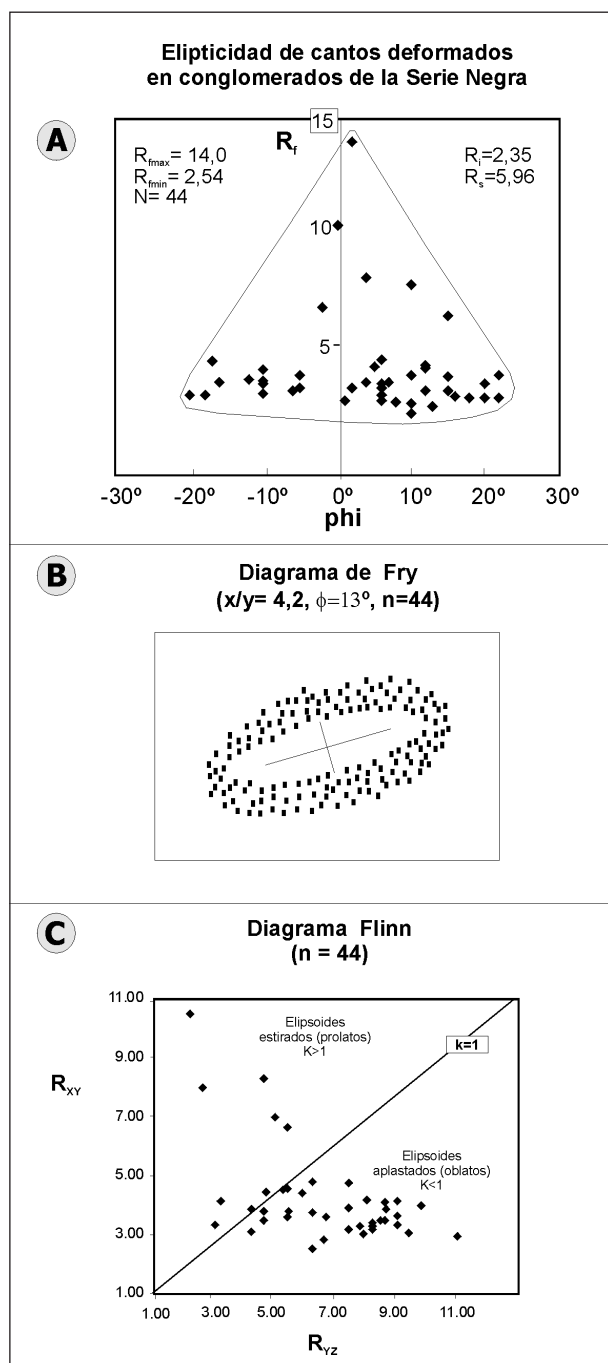 Elipticidad de cantos deformados
en conglomerados de la Serie Negra
A
15
Rf
Rfmax= 14,0
Rfmin= 2,54
N= 44
Ri=2,35
Rs=5,96
10
5
-30º -20º -10º 0º 10º 20º 30º
phi
B
Diagrama de Fry
(x/y= 4,2, ϕ=13º, n=44)
C
Diagrama Flinn
(n = 44)
11.00
9.00
7.00
5.00
3.00
1.00
RXY
Elipsoides
estirados (prolatos)
K>1
k=1
Elipsoides
aplastados (oblatos)
K<1
1.00 3.00 5.00 7.00 9.00 11.00
RYZ